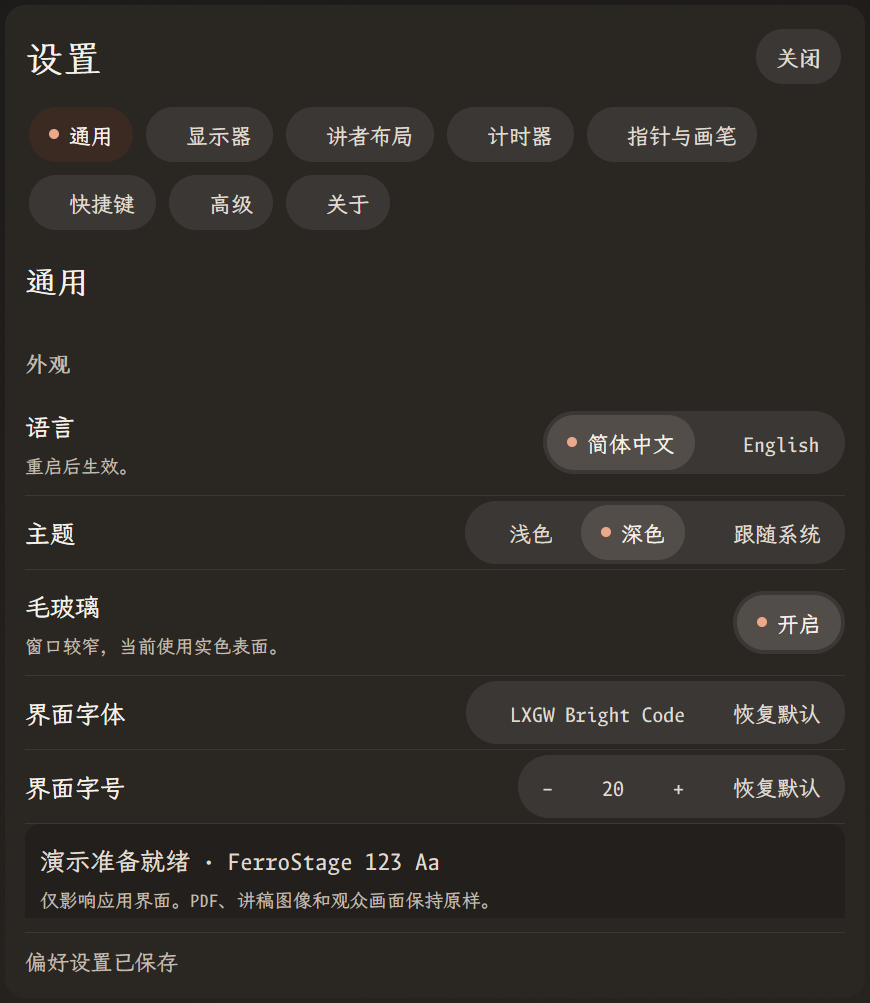 设置
关闭
通用 显示器 讲者布局 计时器 指针与画笔
快捷键 高级 关于
通用
外观
语言
简体中文 English
重启后生效。
主题
浅色 深色 跟随系统
毛玻璃
开启
窗口较窄，当前使用实色表面。
界面字体
LXGW Bright Code 恢复默认
界面字号
- 20 + 恢复默认
演示准备就绪 · FerroStage 123 Aa
仅影响应用界面。PDF、讲稿图像和观众画面保持原样。
偏好设置已保存